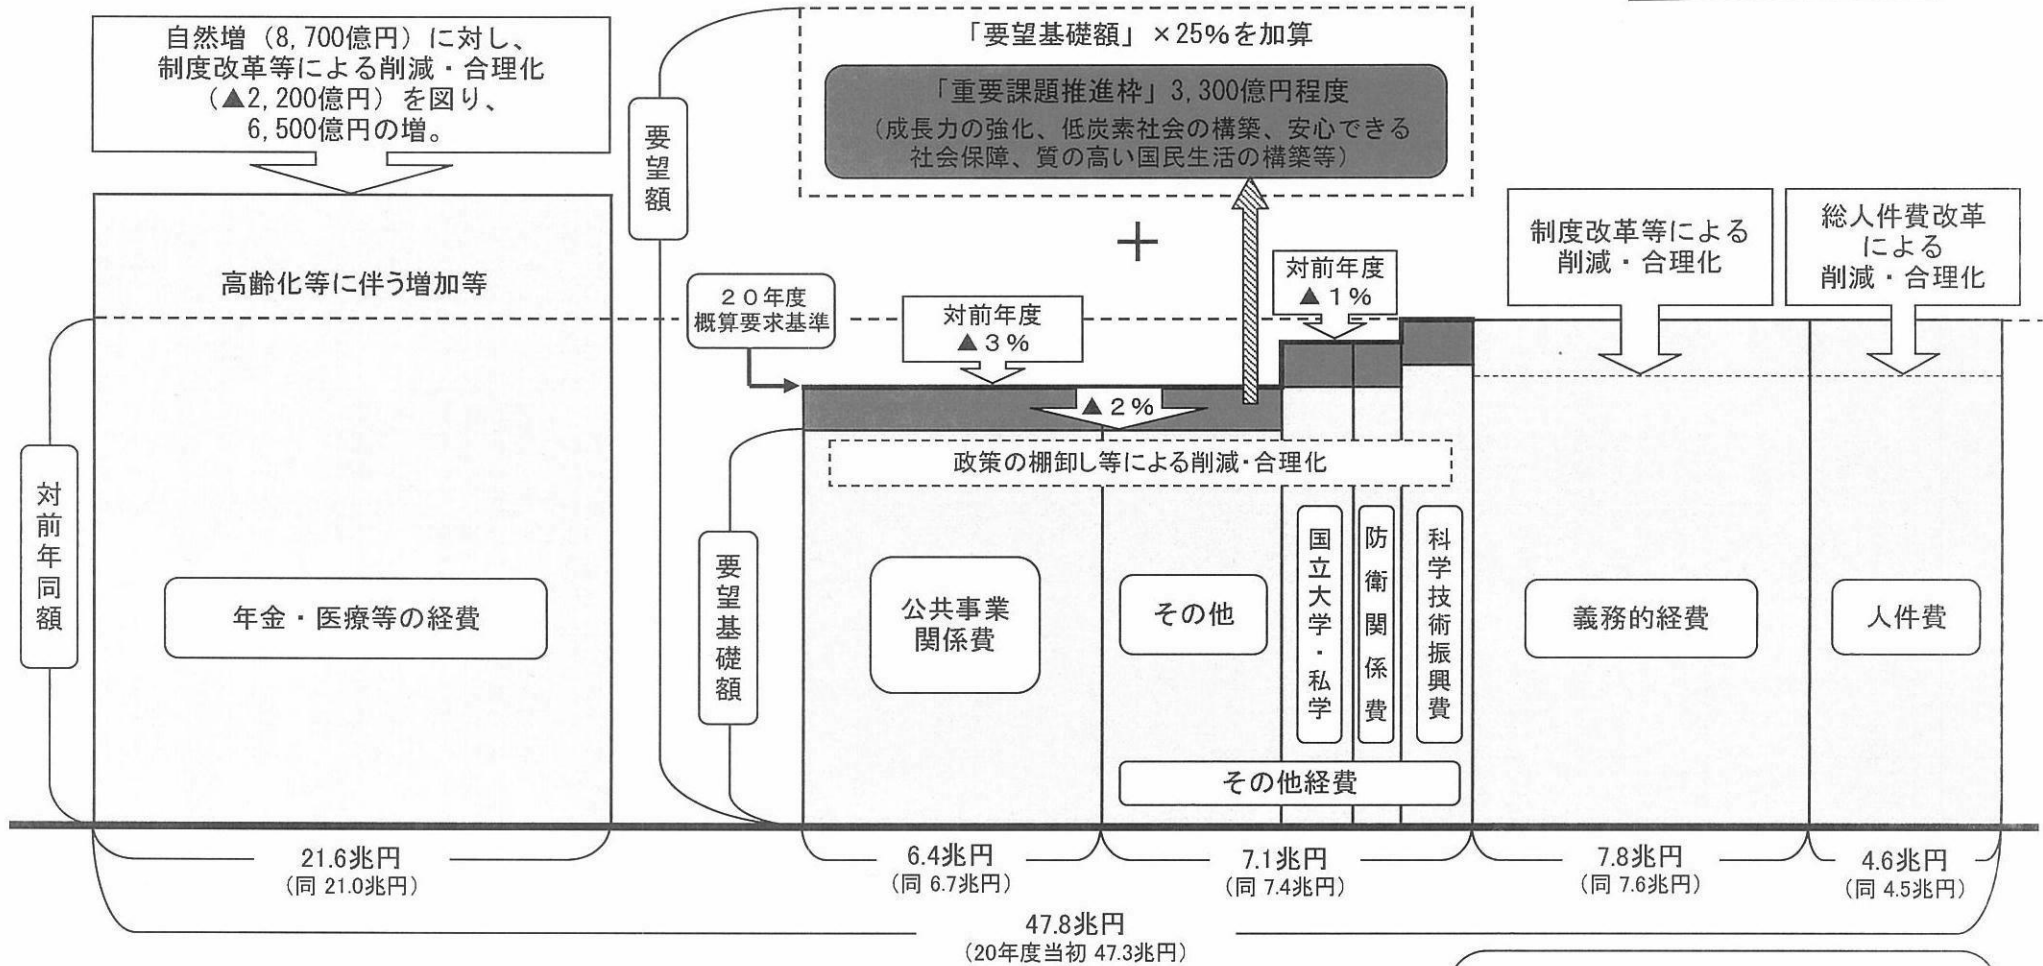 自然増（8,700億円）に対し、
制度改革等による削減・合理化
（▲2,200億円）を図り、
6,500億円の増。
高齢化等に伴う増加等
対前年同額
年金・医療等の経費
要望額
「要望基礎額」×25%を加算
「重要課題推進枠」3,300億円程度
（成長力の強化、低炭素社会の構築、安心できる
社会保障、質の高い国民生活の構築等）
＋
２０年度
概算要求基準
対前年度
▲３％
対前年度
▲１％
▲２％
政策の棚卸し等による削減・合理化
要望基礎額
公共事業
関係費
その他
国立大学・私学
防衛関係費
科学技術振興費
その他経費
制度改革等による
削減・合理化
総人件費改革
による
削減・合理化
義務的経費
人件費
21.6兆円
（同 21.0兆円）
6.4兆円
（同 6.7兆円）
7.1兆円
（同 7.4兆円）
7.8兆円
（同 7.6兆円）
4.6兆円
（同 4.5兆円）
47.8兆円
（20年度当初 47.3兆円）